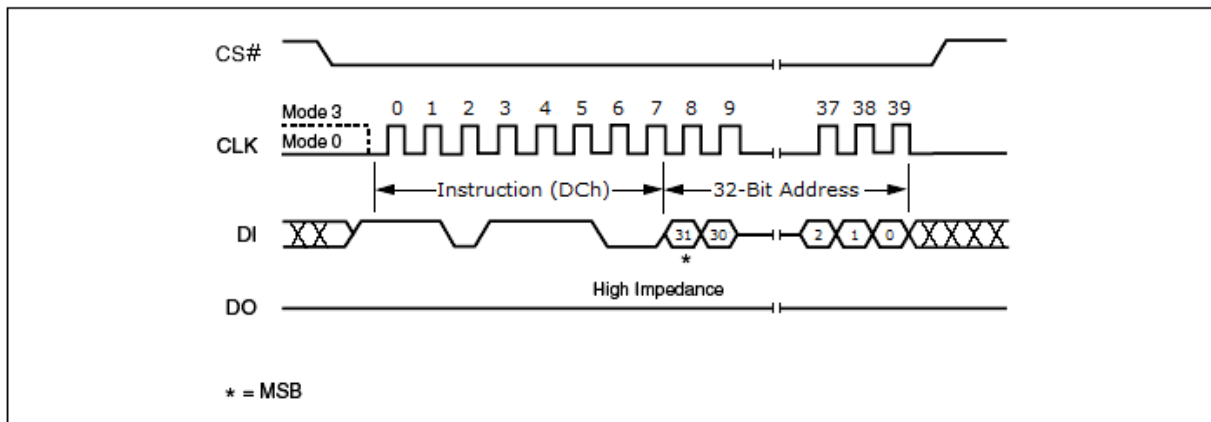 CS#
Mode 3
0 1 2 3 4 5 6 7 8 9 37 38 39
CLK
Mode 0
Instruction (DCh) 32-Bit Address
DI
31 30 2 1 0
*
High Impedance
DO
* = MSB